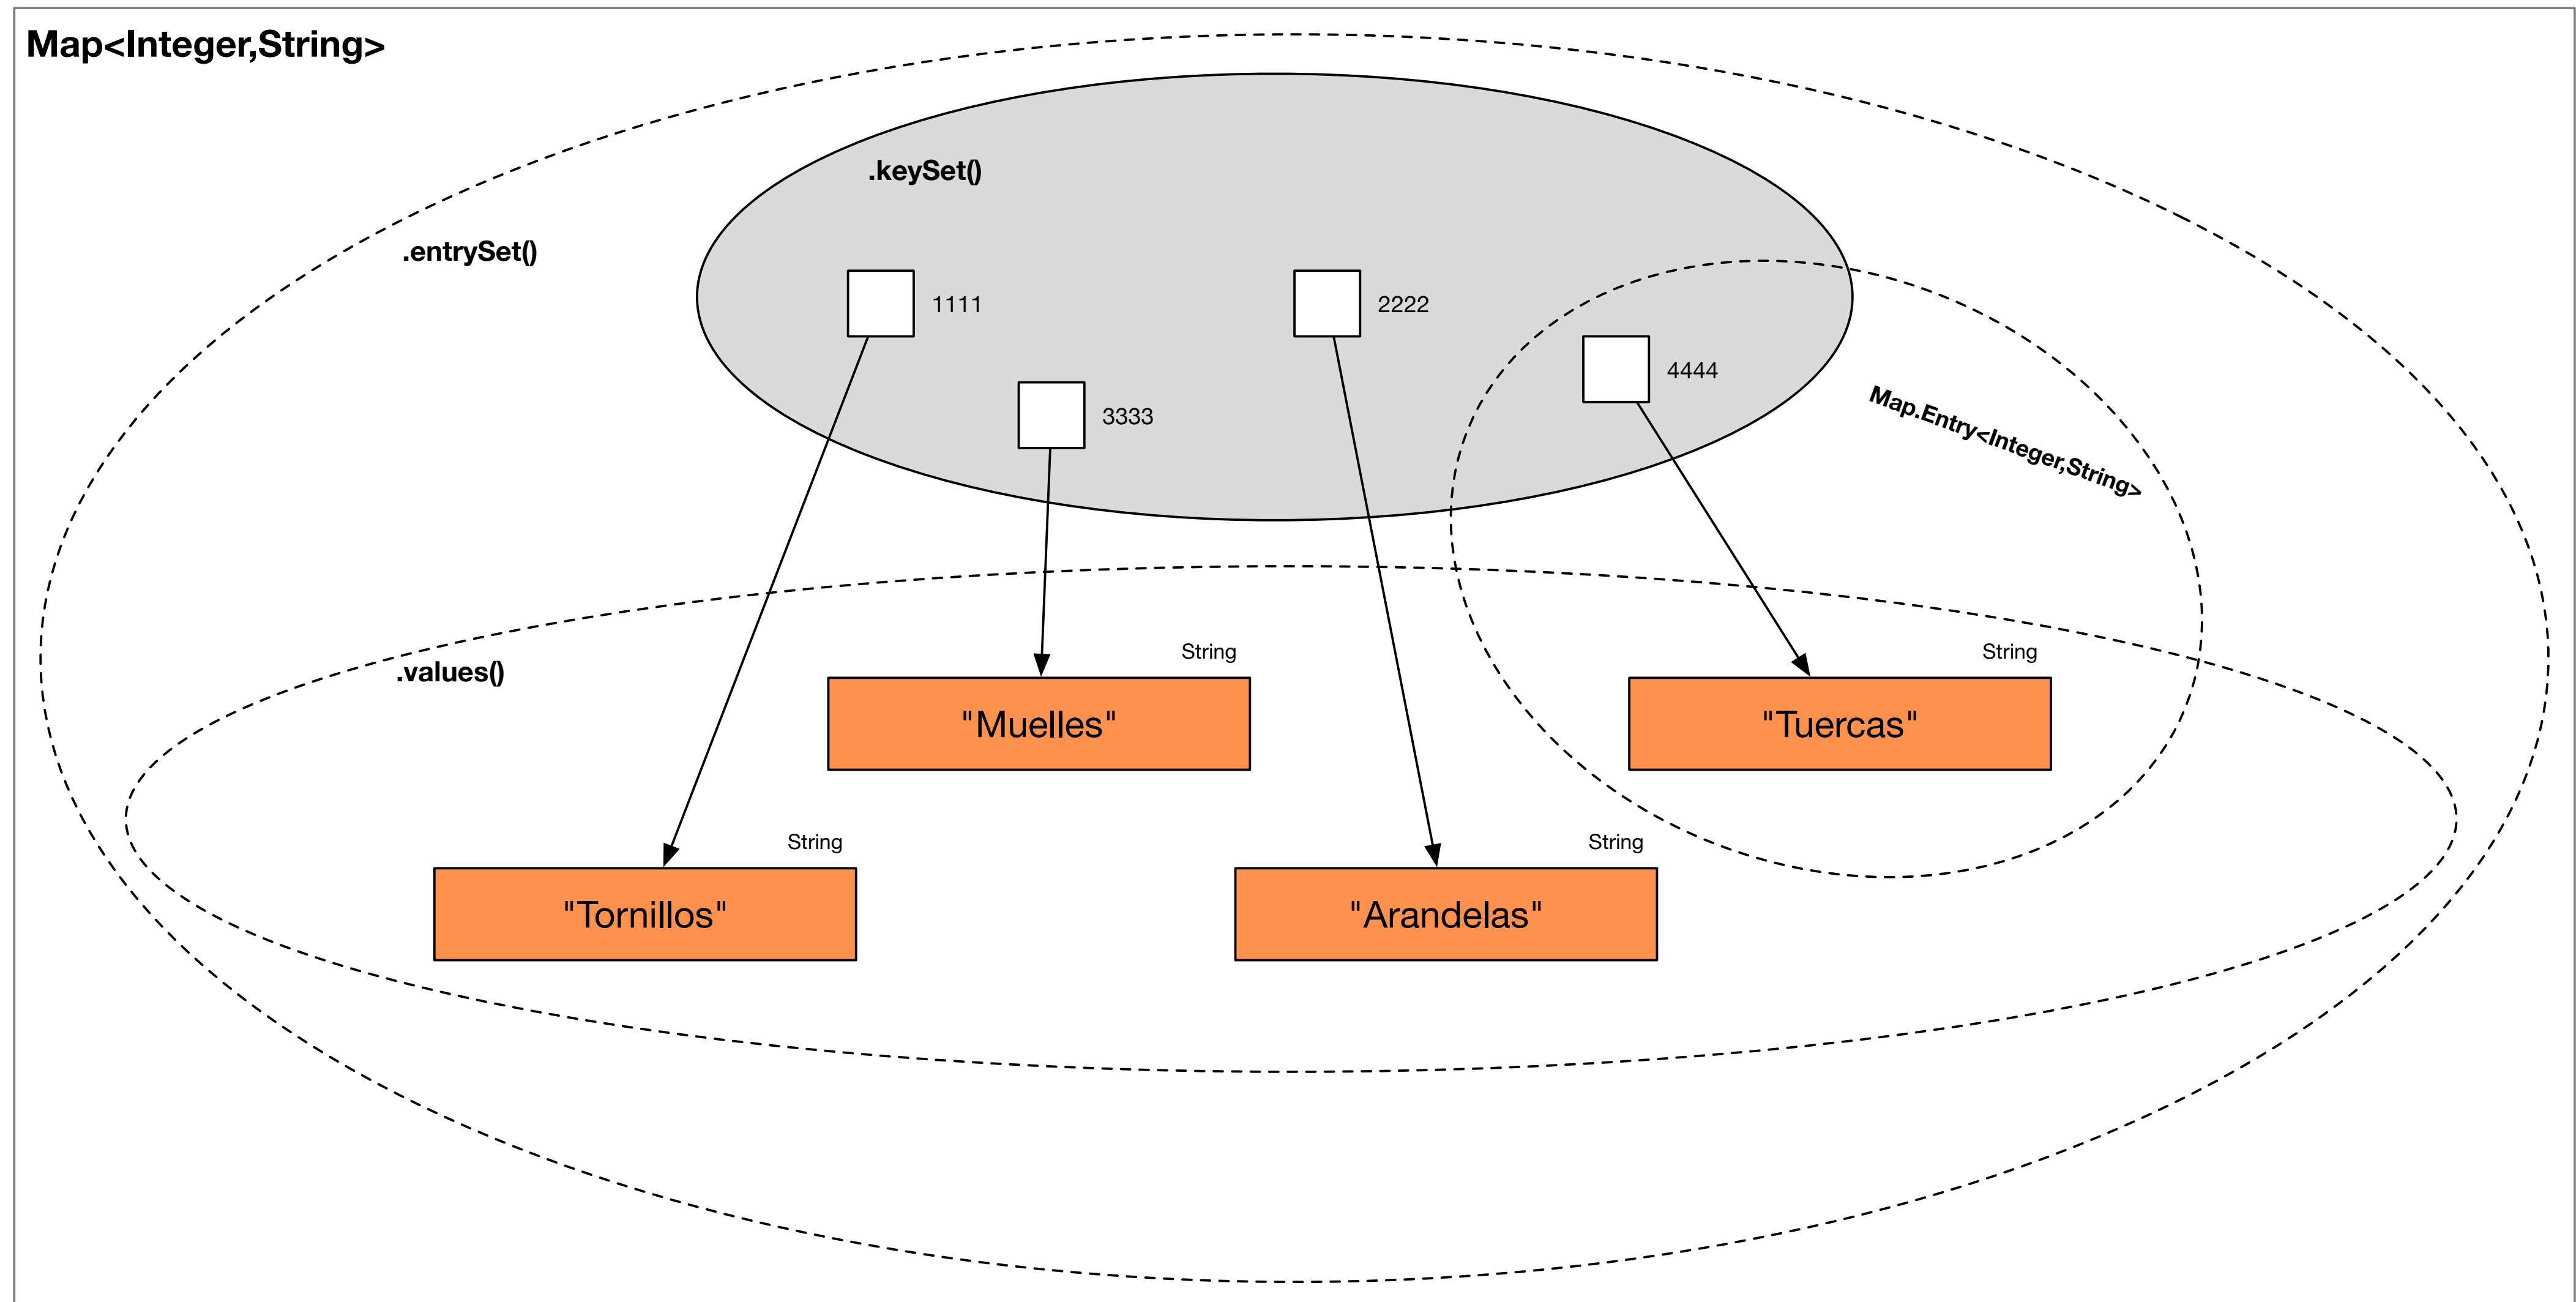 Map<Integer,String>
.keySet()
.entrySet()
1111
2222
4444
3333
Map.Entry<Integer,String>
String
String
.values()
"Muelles"
"Tuercas"
String
String
"Tornillos"
"Arandelas"